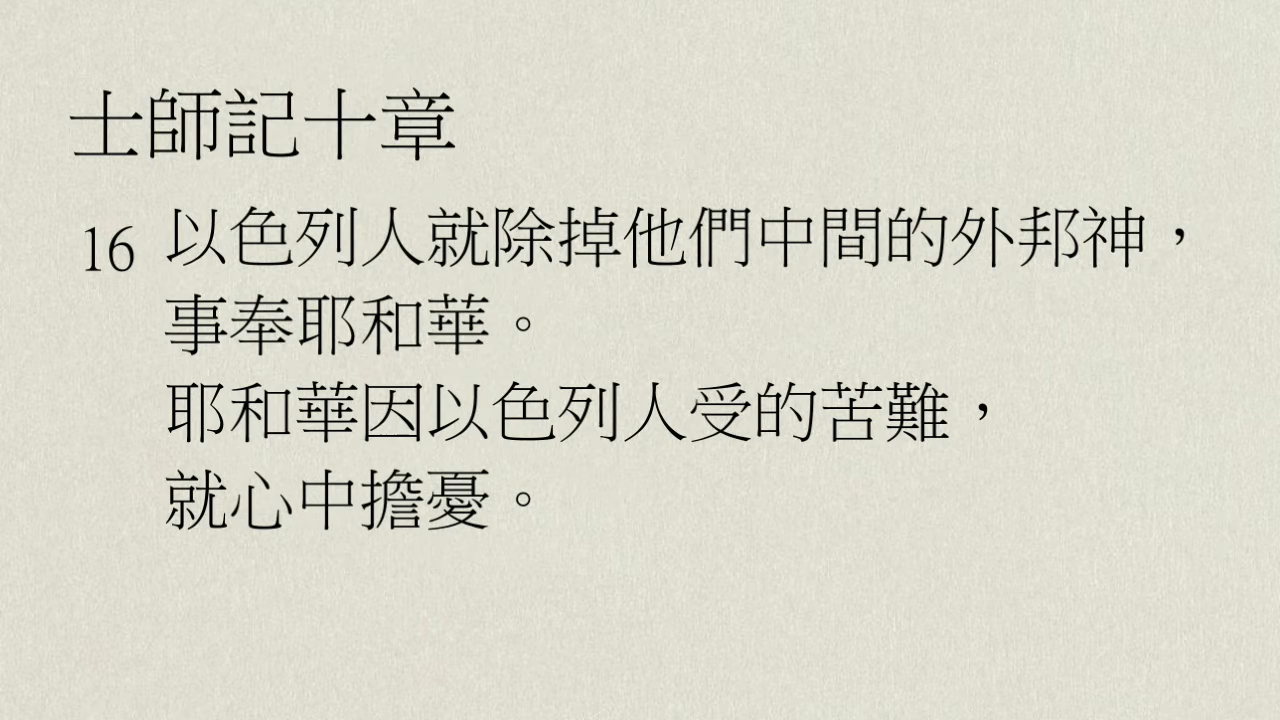 士師記十章
16 以色列人就除掉他們中間的外邦神，
事奉耶和華。
耶和華因以色列人受的苦難，
就心中擔憂。